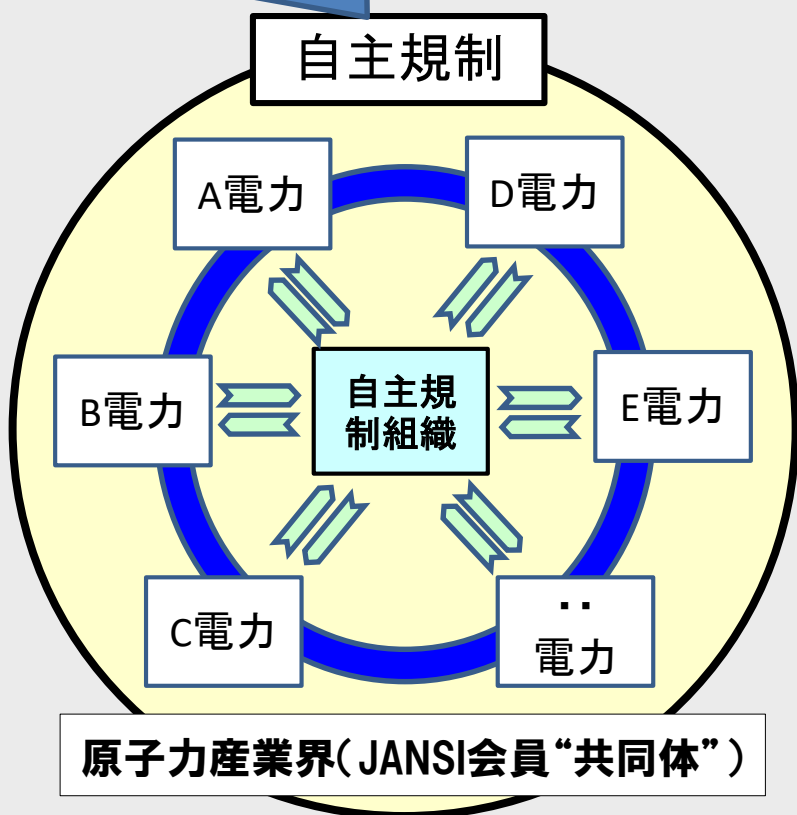 自主規制
A電力
D電力
B電力
自主規
制組織
E電力
C電力
‥
電力
原子力産業界（JANSI会員“共同体”）